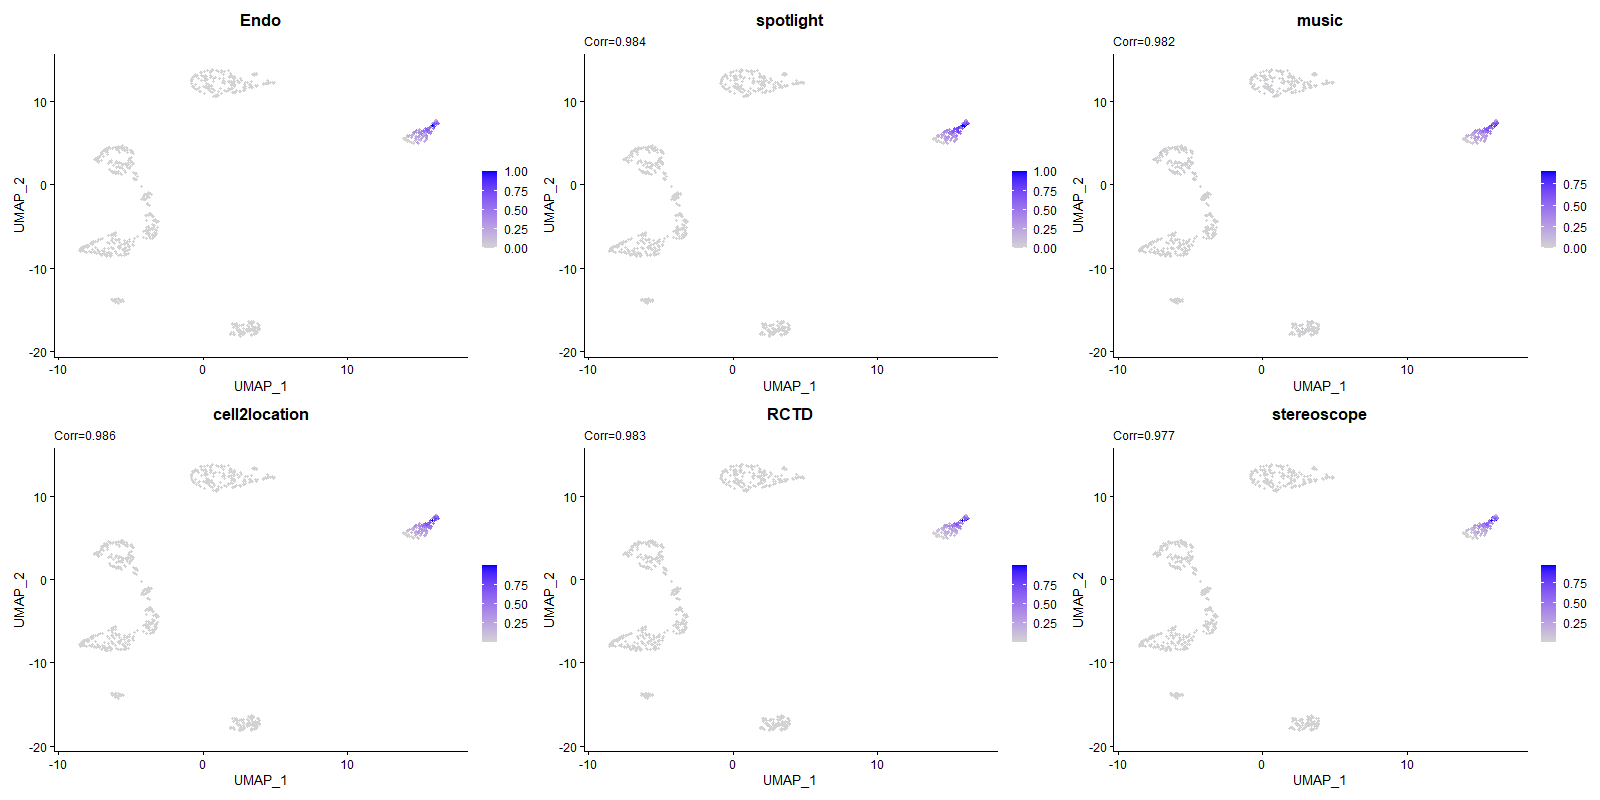 Endo
10
0
-10
-20
-10
0
10
UMAP_1
UMAP_2
1.00
0.75
0.50
0.25
0.00
spotlight
Corr=0.984
10
0
-10
-20
-10
0
10
UMAP_1
UMAP_2
1.00
0.75
0.50
0.25
0.00
music
Corr=0.982
10
0
-10
-20
-10
0
10
UMAP_1
UMAP_2
0.75
0.50
0.25
0.00
cell2location
Corr=0.986
10
0
-10
-20
-10
0
10
UMAP_1
UMAP_2
0.75
0.50
0.25
RCTD
Corr=0.983
10
0
-10
-20
-10
0
10
UMAP_1
UMAP_2
0.75
0.50
0.25
stereoscope
Corr=0.977
10
0
-10
-20
-10
0
10
UMAP_1
UMAP_2
0.75
0.50
0.25